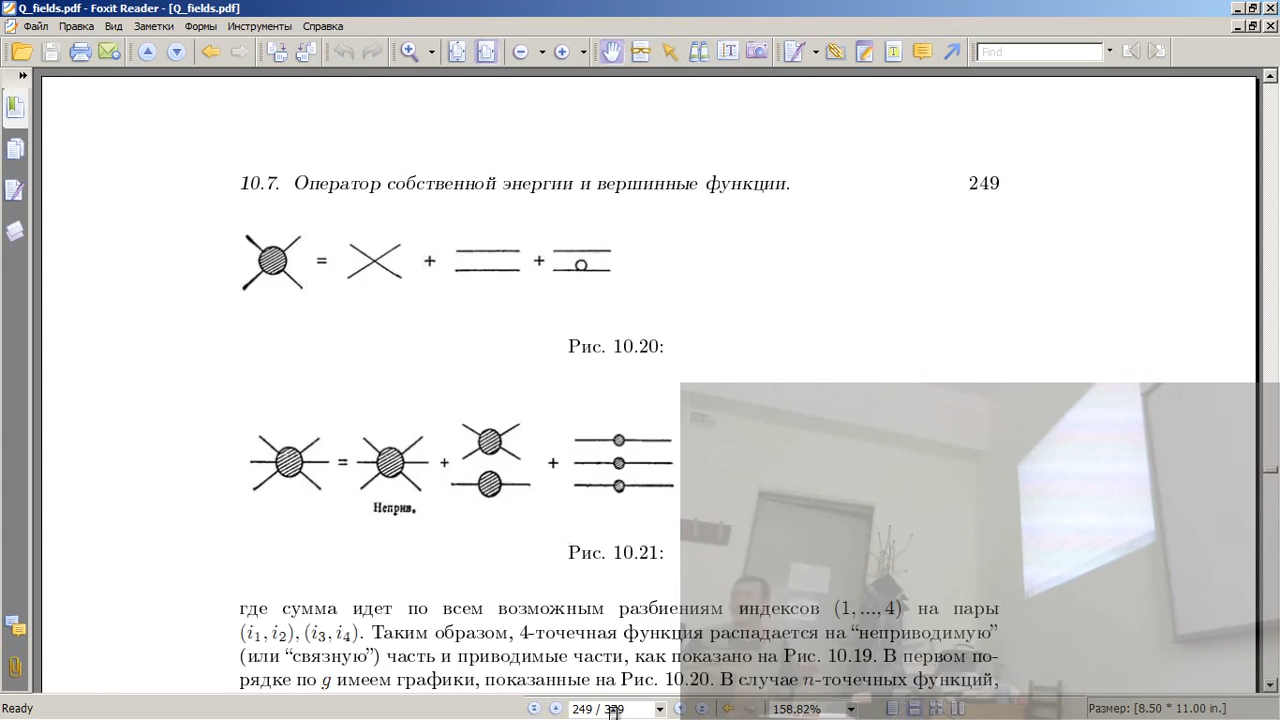 Q_fields.pdf - Foxit Reader - [Q_fields.pdf]
Файл Правка Вид Заметки Формы Инструменты Справка
Find
10.7. Оператор собственной энергии и вершинные функции. 249
= + +
Рис. 10.20:
= + +
Неприв.
Рис. 10.21:
где сумма идет по всем возможным разбиениям индексов (1, ..., 4) на пары
(i1, i2), (i3, i4). Таким образом, 4-точечная функция распадается на “неприводимую”
(или “связную”) часть и приводимые части, как показано на Рис. 10.19. В первом по-
рядке по g имеем графики, показанные на Рис. 10.20. В случае n-точечных функций,
Ready 249 / 379 158.82% Размер: [8.50 * 11.00 in.]